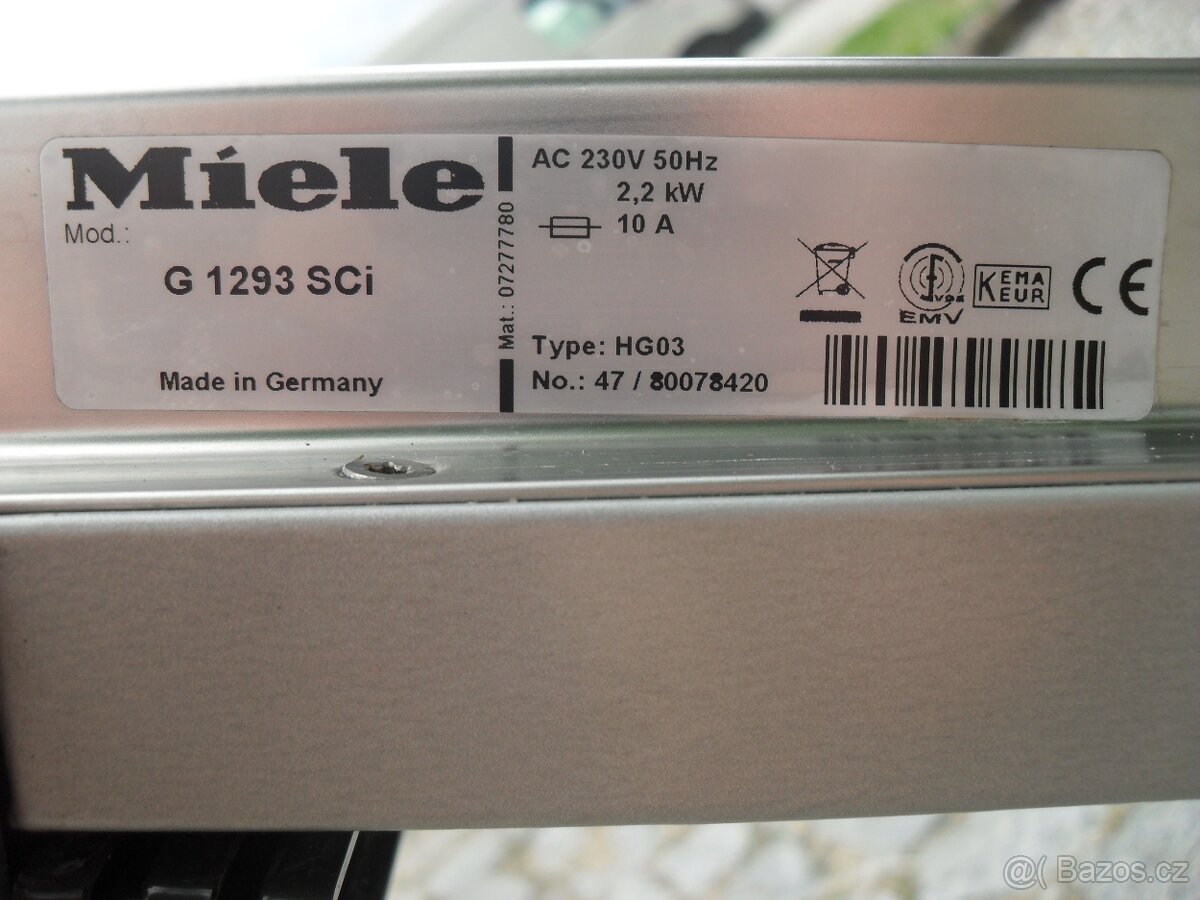 Miele
Mod.:
G 1293 SCi
Made in Germany
Mat.: 07277780
AC 230V 50Hz
2,2 kW
10 A
Type: HG03
No.: 47 / 80078420
EMV
KEMA
KEUR
CE
@( Bazos.cz